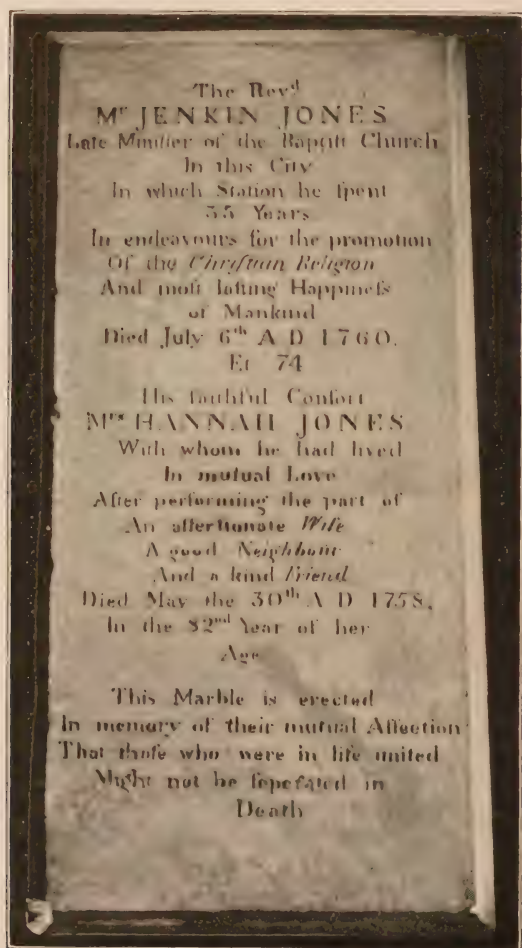 The Revd
Mr JENKIN JONES
Late Miniſter of the Baptiſt Church
In this City
In which Station he ſpent
35 Years
In endeavours for the promotion
Of the Chriſtian Religion
And moſt laſting Happineſs
of Mankind
Died July 6th A D 1760.
Et 74
His faithful Conſort
Mrs HANNAH JONES
With whom he had lived
In mutual Love
After performing the part of
An affectionate Wife
A good Neighbour
And a kind Friend
Died May the 30th A D 1758,
In the 82nd Year of her
Age
This Marble is erected
In memory of their mutual Affection
That thoſe who were in life united
Might not be ſeperated in
Death